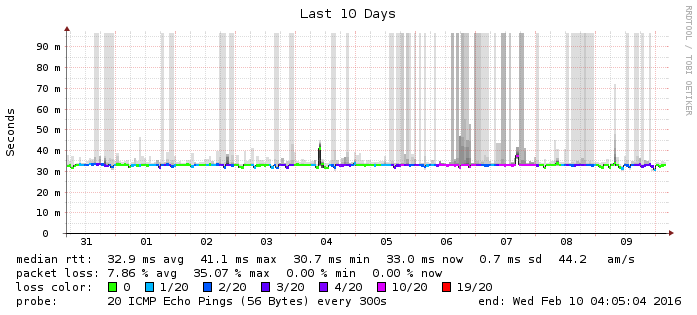 Last 10 Days
RRDTOOL / TOBI OETIKER
Seconds
90 m
80 m
70 m
60 m
50 m
40 m
30 m
20 m
10 m
0
31 01 02 03 04 05 06 07 08 09
median rtt: 32.9 ms avg 41.1 ms max 30.7 ms min 33.0 ms now 0.7 ms sd 44.2 am/s
packet loss: 7.86 % avg 35.07 % max 0.00 % min 0.00 % now
loss color: 0 1/20 2/20 3/20 4/20 10/20 19/20
probe: 20 ICMP Echo Pings (56 Bytes) every 300s end: Wed Feb 10 04:05:04 2016